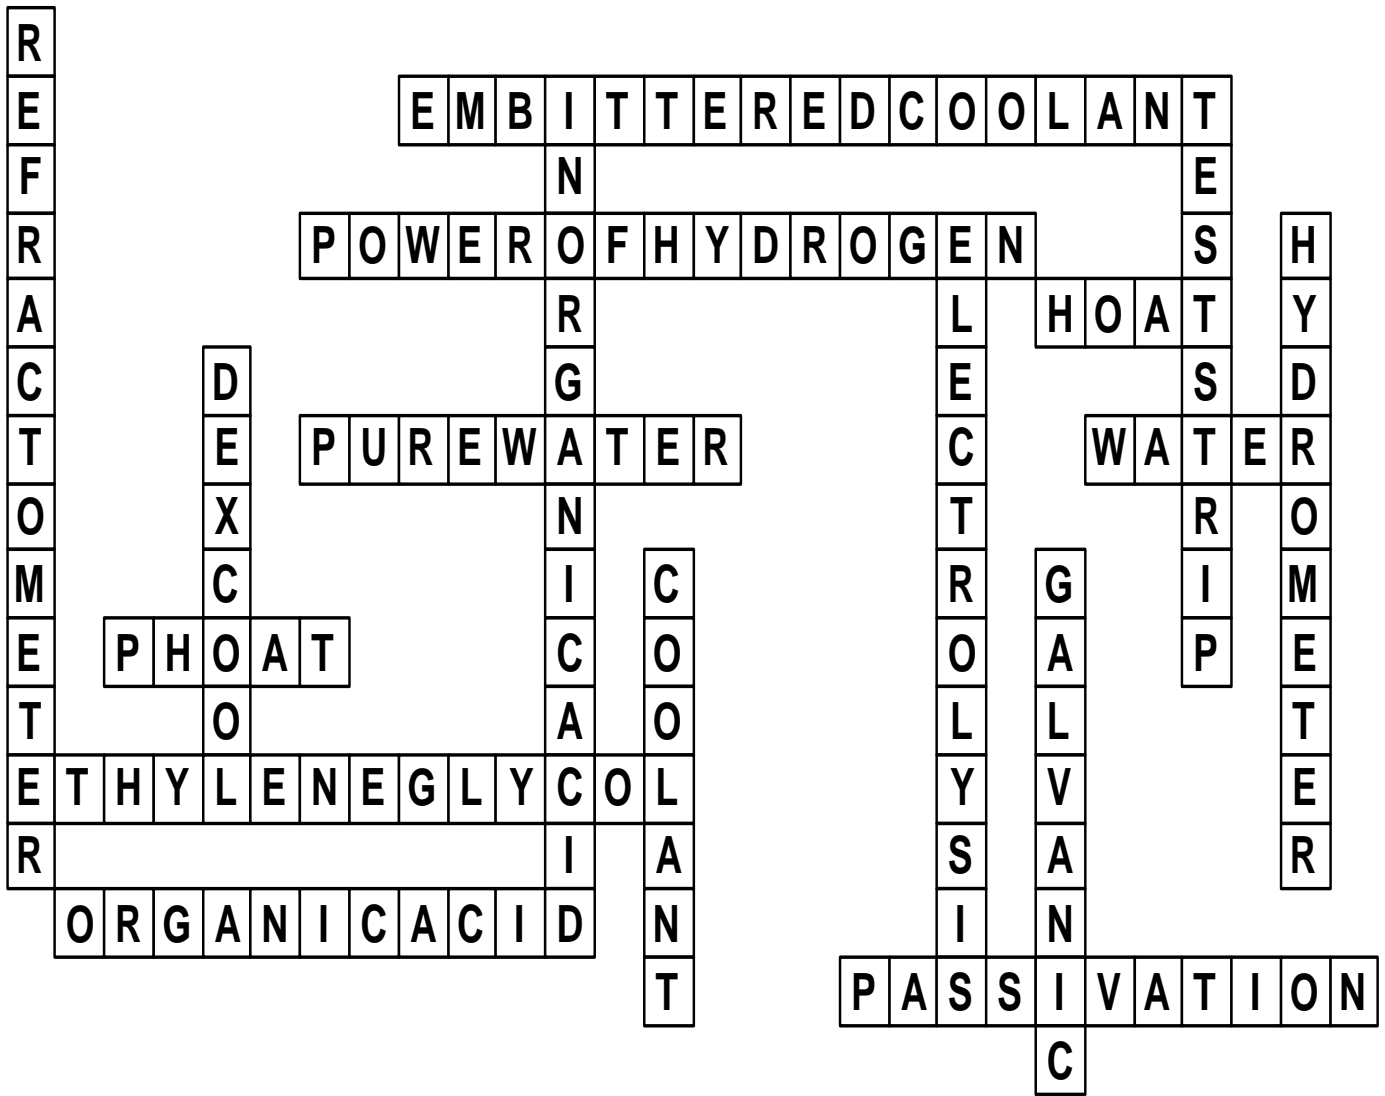 REFRACTOMETER
EMBITTEREDCOOLANT
INORGANICACID
TESTSTRIP
POWEROFHYDROGEN
ELECTROLYSIS
HYDROMETER
HOAT
DEXCOOL
PUREWATER
WATER
COOLANT
GALVANIC
PHOAT
ETHYLENEGLYCOL
ORGANICACID
PASSIVATION